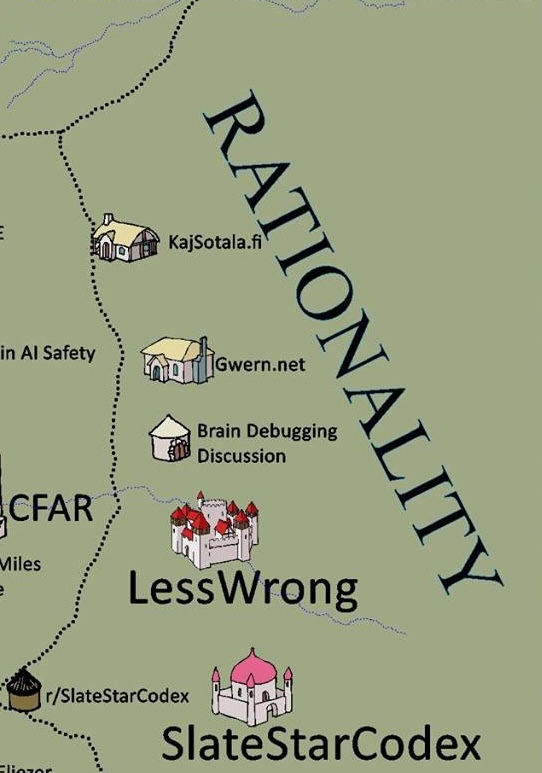 RATIONALITY
KajSotala.fi
in AI Safety
Gwern.net
Brain Debugging
Discussion
CFAR
Miles
LessWrong
r/SlateStarCodex
SlateStarCodex
Eliezer